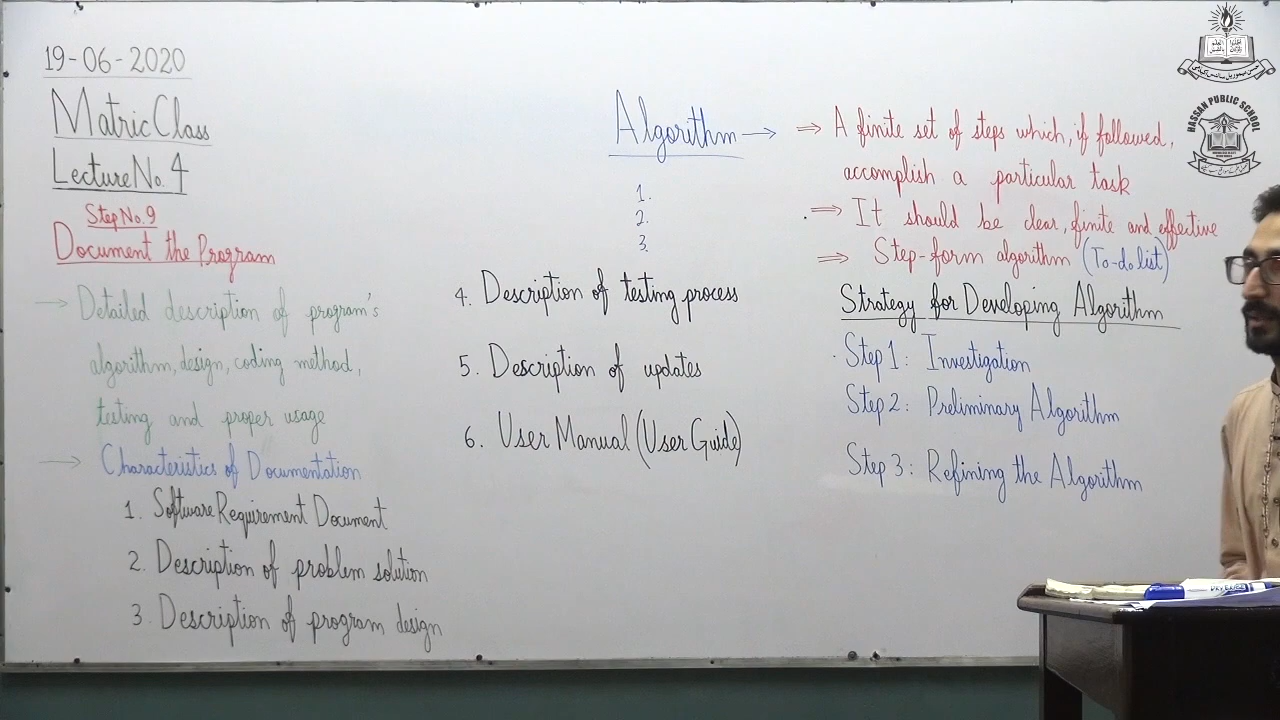 19-06-2020
Matric Class
Lecture No. 4
Step No. 9
Document the Program
→ Detailed description of program's
algorithm, design, coding method,
testing and proper usage
→ Characteristics of Documentation
1. Software Requirement Document
2. Description of problem solution
3. Description of program design
4. Description of testing process
5. Description of updates
6. User Manual (User Guide)
Algorithm → ⇒ A finite set of steps which, if followed,
accomplish a particular task
1.
2.
3.
⇒ It should be clear, finite and effective
⇒ Step-form algorithm (To-do list)
Strategy for Developing Algorithm
Step 1: Investigation
Step 2: Preliminary Algorithm
Step 3: Refining the Algorithm
HASSAN PUBLIC SCHOOL
DRY ERASE